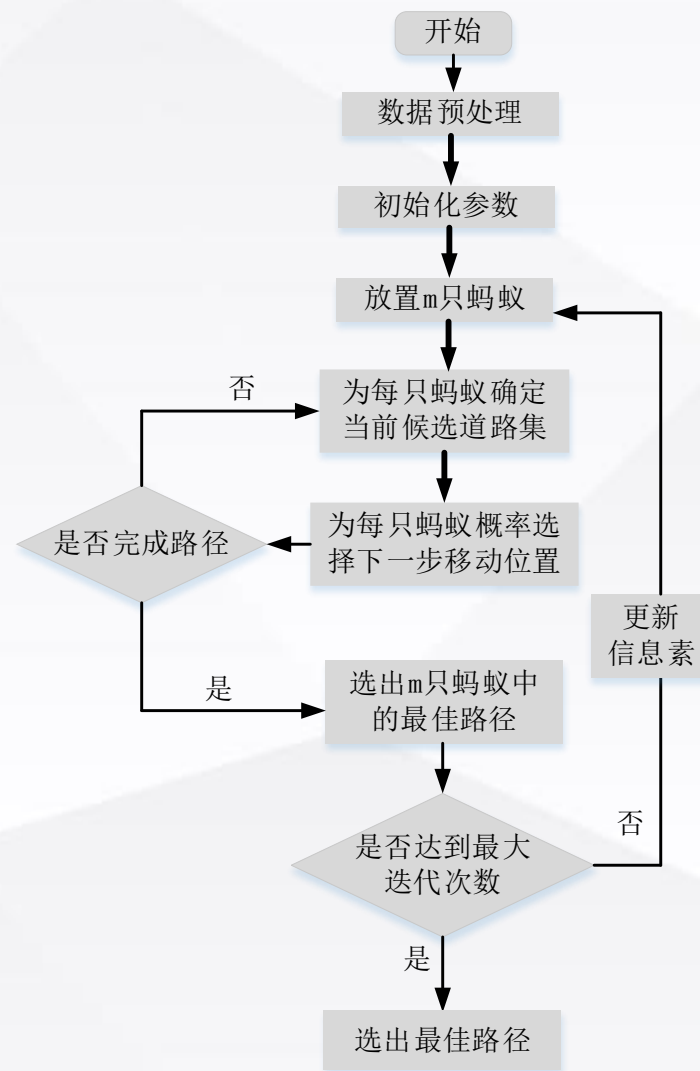 开始
数据预处理
初始化参数
放置m只蚂蚁
否
为每只蚂蚁确定
当前候选道路集
是否完成路径
为每只蚂蚁概率选
择下一步移动位置
更新
信息素
是
选出m只蚂蚁中
的最佳路径
否
是否达到最大
迭代次数
是
选出最佳路径